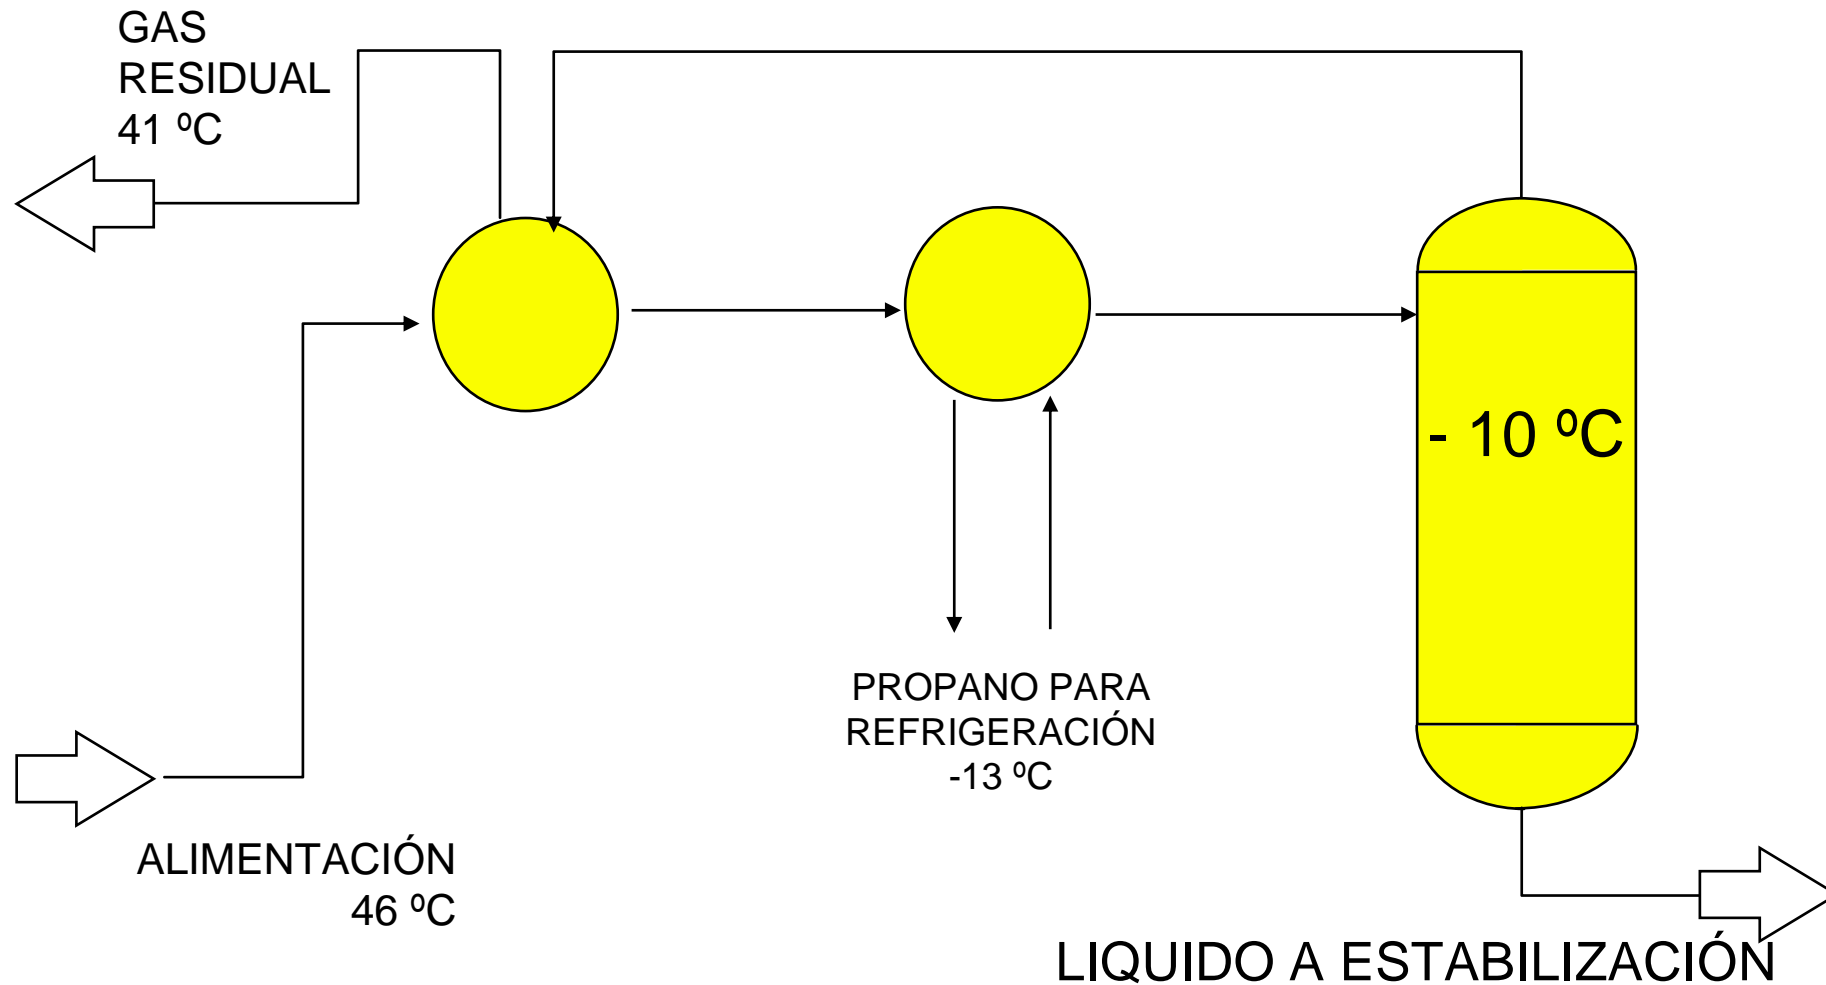 GAS
RESIDUAL
41 ºC
- 10 ºC
PROPANO PARA
REFRIGERACIÓN
-13 ºC
ALIMENTACIÓN
46 ºC
LIQUIDO A ESTABILIZACIÓN